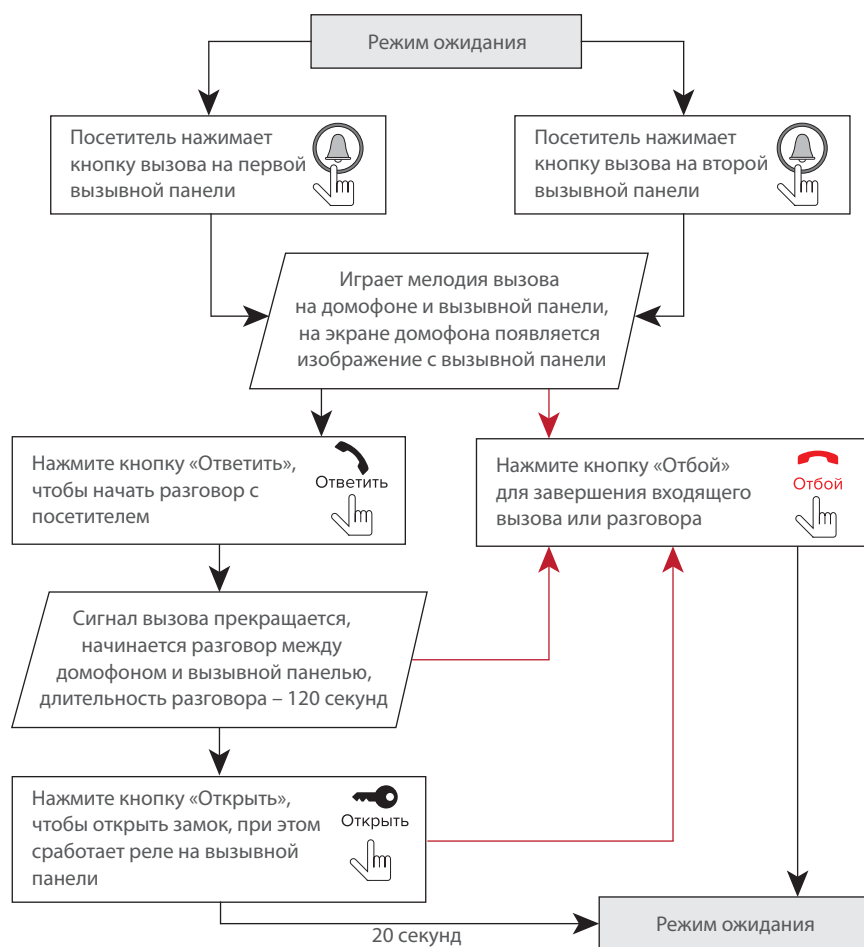 Режим ожидания
Посетитель нажимает
кнопку вызова на первой
вызывной панели
Посетитель нажимает
кнопку вызова на второй
вызывной панели
Играет мелодия вызова
на домофоне и вызывной панели,
на экране домофона появляется
изображение с вызывной панели
Нажмите кнопку «Ответить»,
чтобы начать разговор с
посетителем
Ответить
Нажмите кнопку «Отбой»
для завершения входящего
вызова или разговора
Отбой
Сигнал вызова прекращается,
начинается разговор между
домофоном и вызывной панелью,
длительность разговора – 120 секунд
Нажмите кнопку «Открыть»,
чтобы открыть замок, при этом
сработает реле на вызывной
панели
Открыть
20 секунд
Режим ожидания